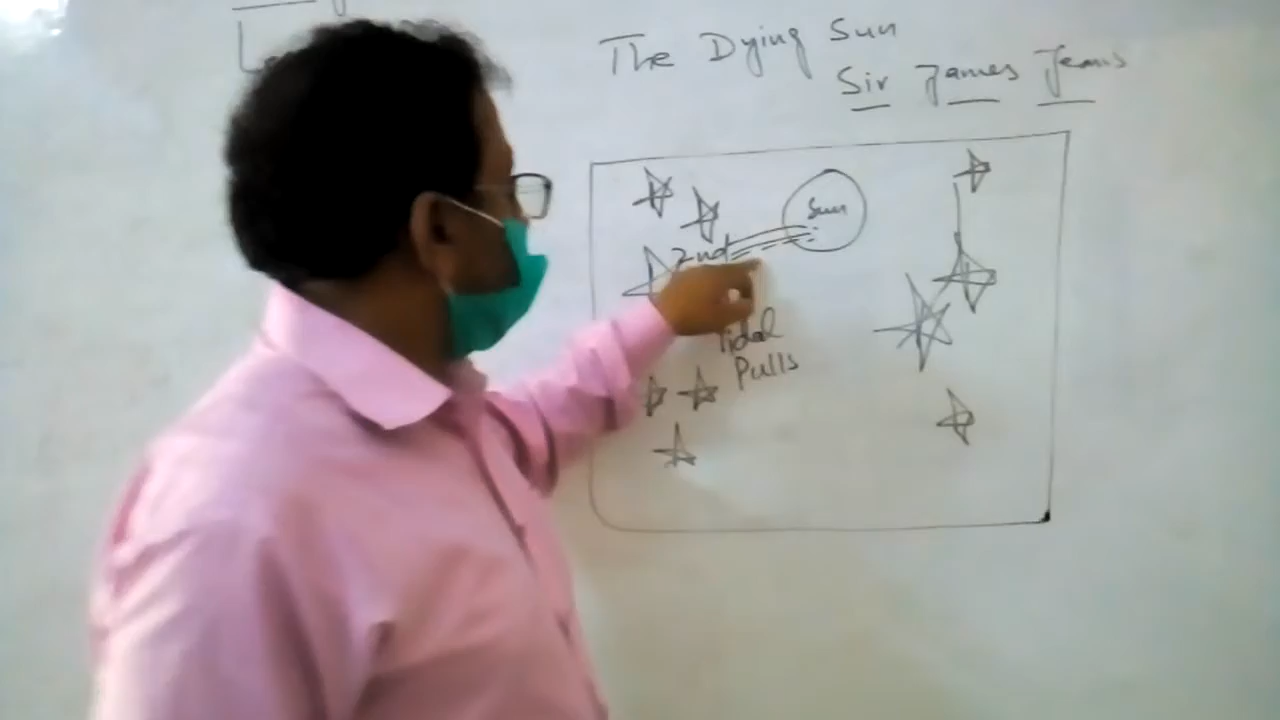 The Dying Sun
Sir James Jeans
Sun
2nd
Tidal
Pulls